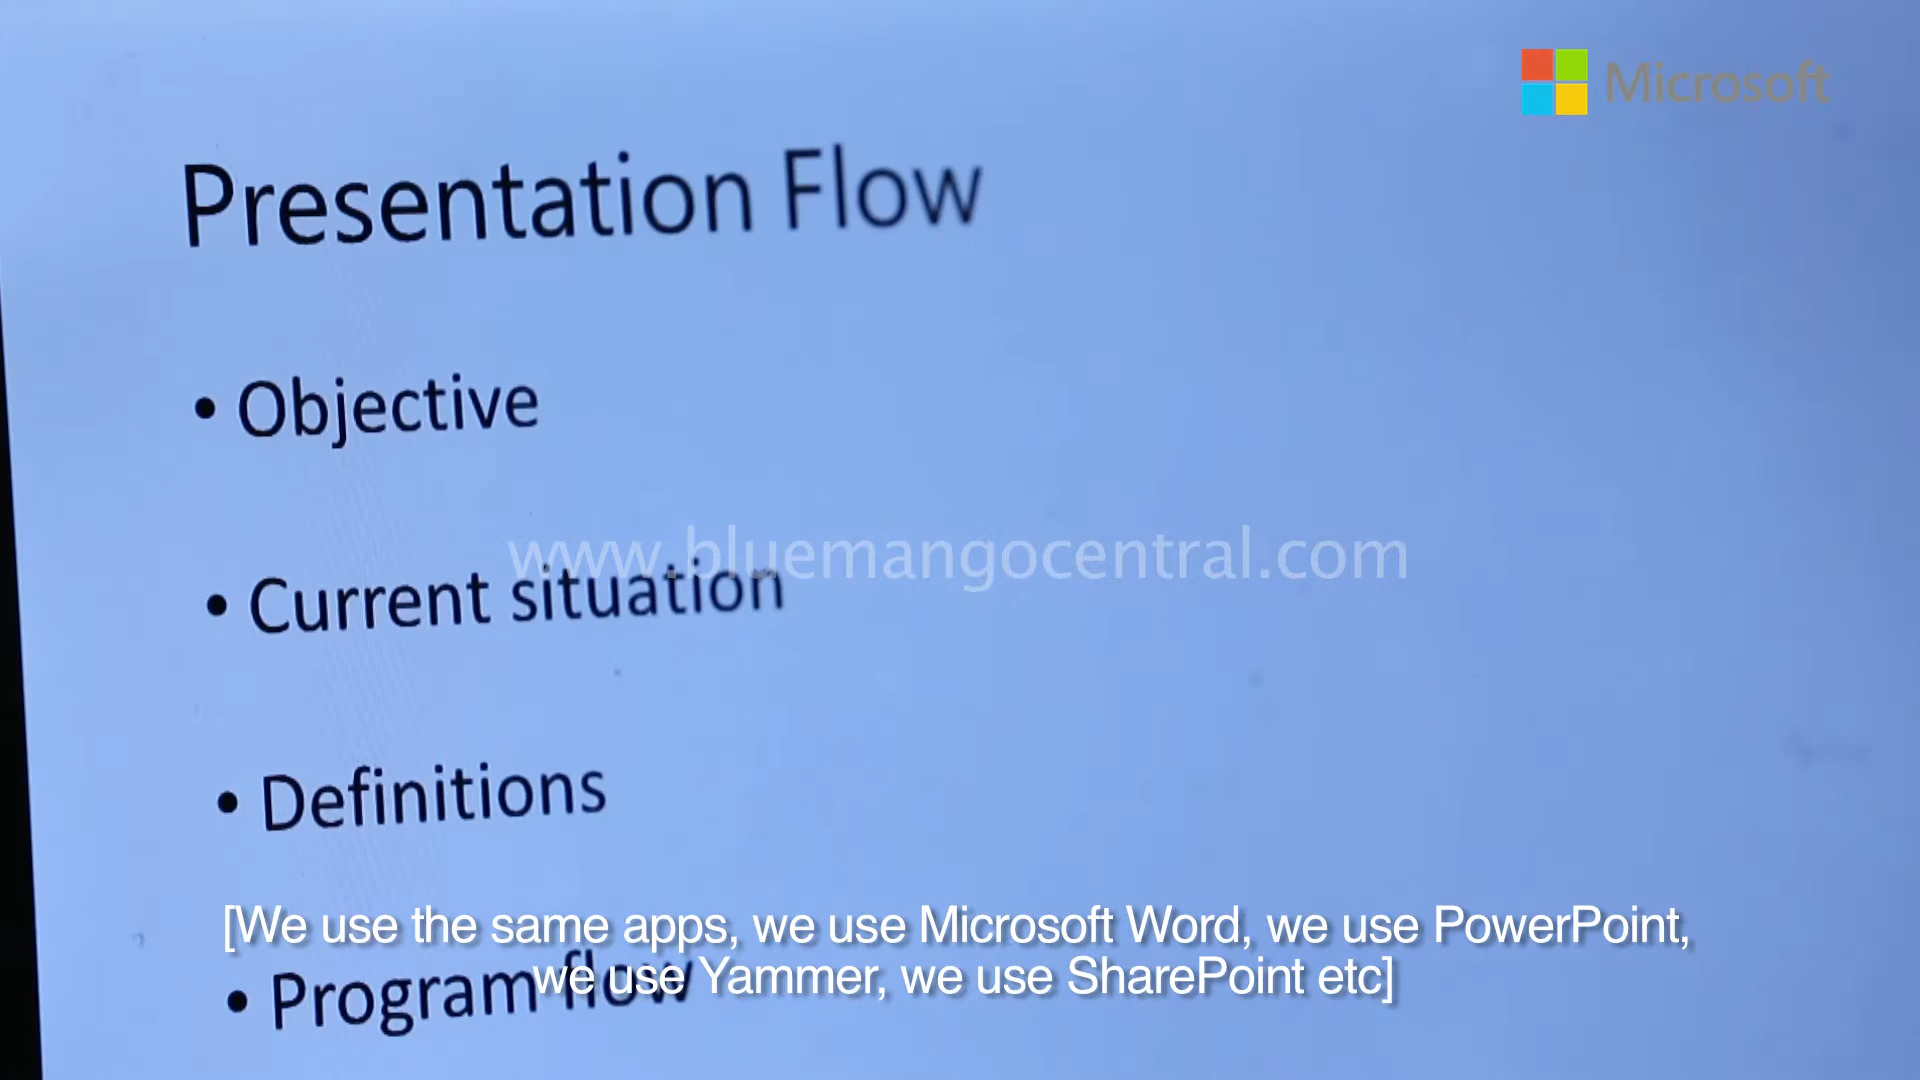 Microsoft
Presentation Flow
• Objective
www.bluemangocentral.com
• Current situation
• Definitions
[We use the same apps, we use Microsoft Word, we use PowerPoint,
we use Yammer, we use SharePoint etc]
• Program flow